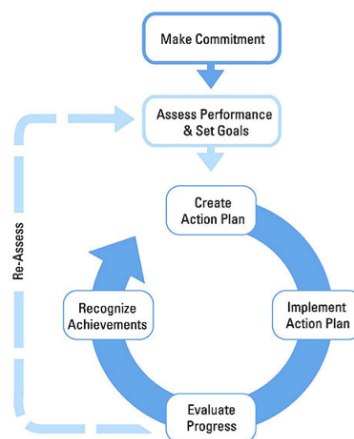 Make Commitment
Assess Performance
& Set Goals
Create
Action Plan
Implement
Action Plan
Evaluate
Progress
Recognize
Achievements
Re-Assess